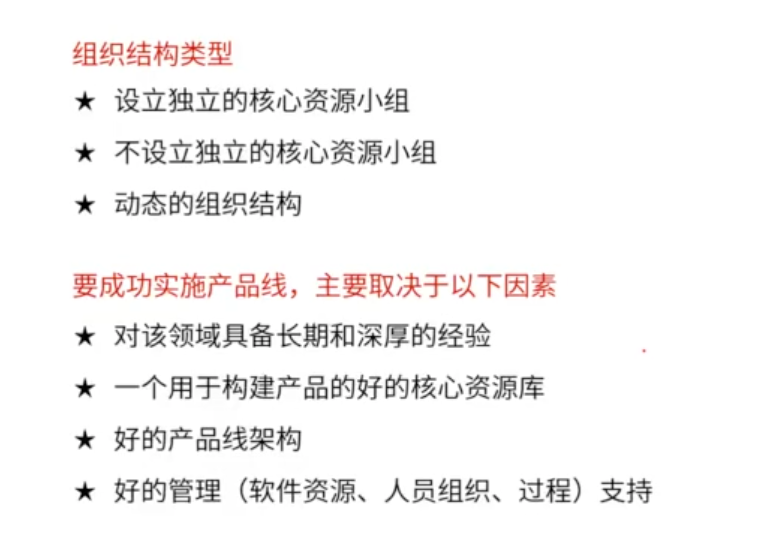 组织结构类型
★ 设立独立的核心资源小组
★ 不设立独立的核心资源小组
★ 动态的组织结构
要成功实施产品线，主要取决于以下因素
★ 对该领域具备长期和深厚的经验
★ 一个用于构建产品的好的核心资源库
★ 好的产品线架构
★ 好的管理（软件资源、人员组织、过程）支持